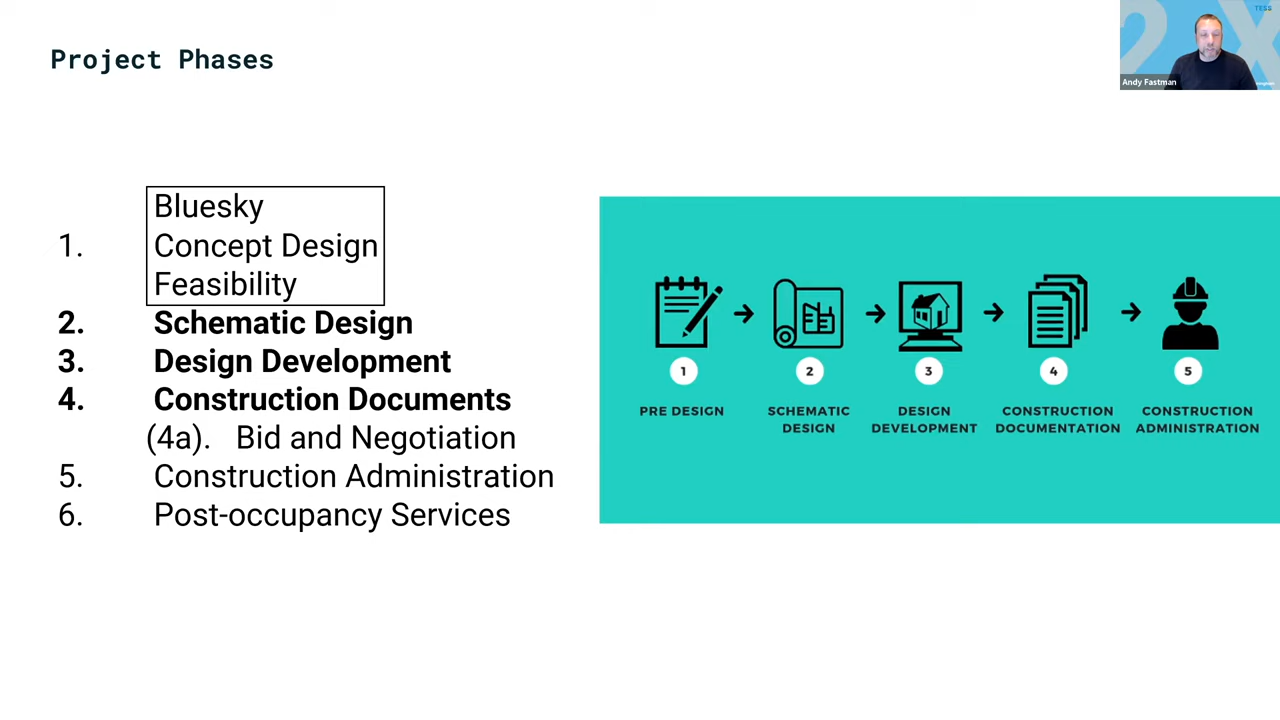 Project Phases
TESS
2 X
Andy Fastman
Bluesky
1. Concept Design
Feasibility
2. Schematic Design
3. Design Development
4. Construction Documents
(4a). Bid and Negotiation
5. Construction Administration
6. Post-occupancy Services
1
2
3
4
5
PRE DESIGN
SCHEMATIC
DESIGN
DESIGN
DEVELOPMENT
CONSTRUCTION
DOCUMENTATION
CONSTRUCTION
ADMINISTRATION